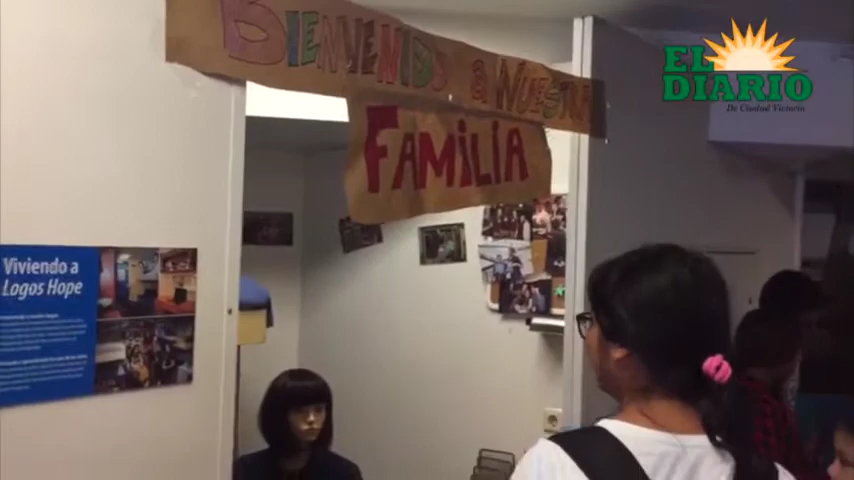 BIENVENIDO A NUESTRA
FAMILIA
EL
DIARIO
De Ciudad Victoria
Viviendo a
Logos Hope